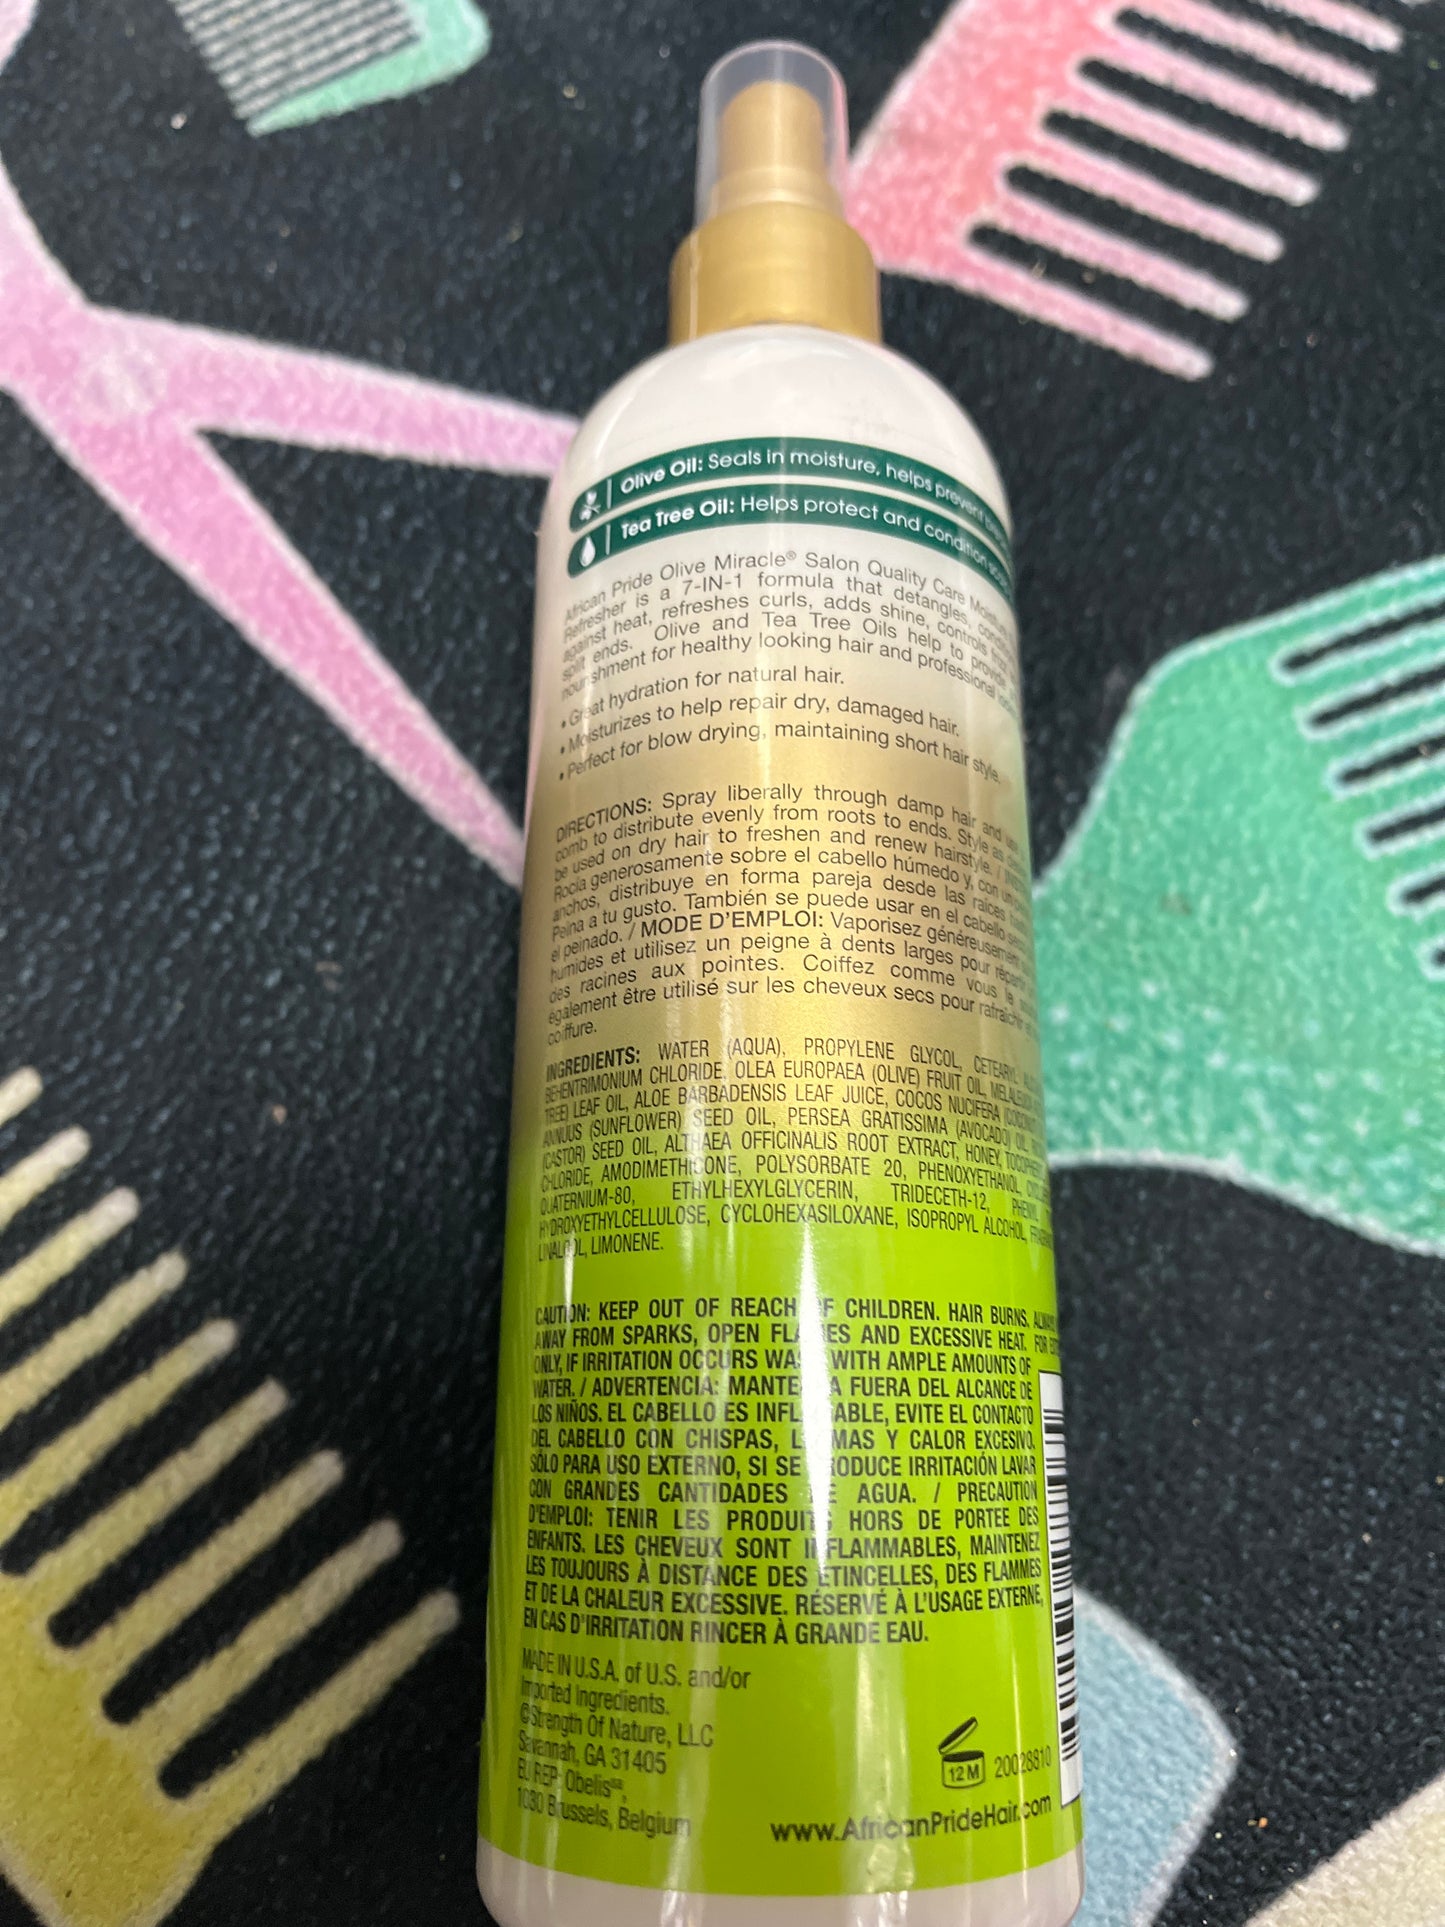 Olive Oil: Seals in moisture, helps prevent
Tea Tree Oil: Helps protect and condition
African Pride Olive Miracle® Salon Quality Care Moisture
Refresher is a 7-IN-1 formula that detangles,
against heat, refreshes curls, adds shine, controls
split ends. Olive and Tea Tree Oils help to provide
nourishment for healthy looking hair and professional
• Great hydration for natural hair.
• Moisturizes to help repair dry, damaged hair.
• Perfect for blow drying, maintaining short hair style.
DIRECTIONS: Spray liberally through damp hair and
comb to distribute evenly from roots to ends. Style as
be used on dry hair to freshen and renew hairstyle. /
Rocía generosamente sobre el cabello húmedo y, con un
anchos, distribuye en forma pareja desde las raíces
Peina a tu gusto. También se puede usar en el cabello
el peinado. / MODE D'EMPLOI: Vaporisez généreusement
humides et utilisez un peigne à dents larges pour
des racines aux pointes. Coiffez comme vous le
également être utilisé sur les cheveux secs pour rafraîchir
coiffure.
INGREDIENTS: WATER (AQUA), PROPYLENE GLYCOL, CETEARYL
BEHENTRIMONIUM CHLORIDE, OLEA EUROPAEA (OLIVE) FRUIT OIL,
TREE) LEAF OIL, ALOE BARBADENSIS LEAF JUICE, COCOS NUCIFERA (COCONUT)
ANNUUS (SUNFLOWER) SEED OIL, PERSEA GRATISSIMA (AVOCADO) OIL,
(CASTOR) SEED OIL, ALTHAEA OFFICINALIS ROOT EXTRACT, HONEY,
CHLORIDE, AMODIMETHICONE, POLYSORBATE 20, PHENOXYETHANOL,
QUATERNIUM-80, ETHYLHEXYLGLYCERIN, TRIDECETH-12,
HYDROXYETHYLCELLULOSE, CYCLOHEXASILOXANE, ISOPROPYL ALCOHOL,
LINALOOL, LIMONENE.
CAUTION: KEEP OUT OF REACH OF CHILDREN. HAIR BURNS.
AWAY FROM SPARKS, OPEN FLAMES AND EXCESSIVE HEAT. FOR
ONLY, IF IRRITATION OCCURS WASH WITH AMPLE AMOUNTS OF
WATER. / ADVERTENCIA: MANTENGA FUERA DEL ALCANCE DE
LOS NIÑOS. EL CABELLO ES INFLAMABLE, EVITE EL CONTACTO
DEL CABELLO CON CHISPAS, LLAMAS Y CALOR EXCESIVO.
SÓLO PARA USO EXTERNO, SI SE PRODUCE IRRITACIÓN LAVAR
CON GRANDES CANTIDADES DE AGUA. / PRECAUTION
D'EMPLOI: TENIR LES PRODUITS HORS DE PORTEE DES
ENFANTS. LES CHEVEUX SONT INFLAMMABLES, MAINTENEZ
LES TOUJOURS À DISTANCE DES ÉTINCELLES, DES FLAMMES
ET DE LA CHALEUR EXCESSIVE. RÉSERVÉ À L'USAGE EXTERNE,
EN CAS D'IRRITATION RINCER À GRANDE EAU.
MADE IN U.S.A. of U.S. and/or
Imported Ingredients.
©Strength Of Nature, LLC
Savannah, GA 31405
EU REP: Obelis sa,
1030 Brussels, Belgium
12M 20028810
www.AfricanPrideHair.com